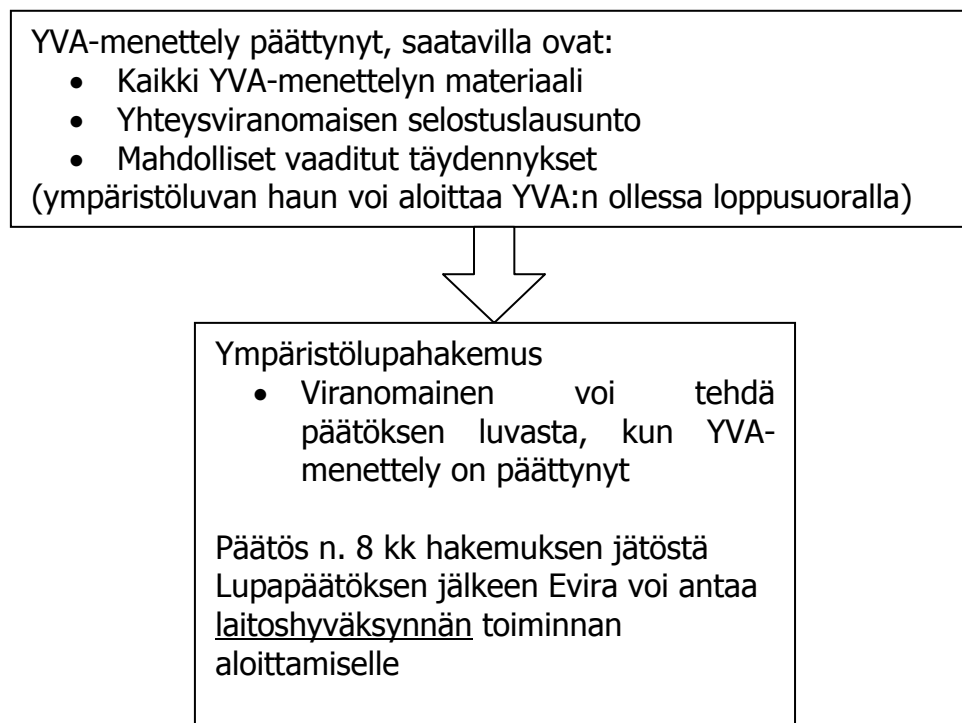 YVA-menettely päättynyt, saatavilla ovat:
• Kaikki YVA-menettelyn materiaali
• Yhteysviranomaisen selostuslausunto
• Mahdolliset vaaditut täydennykset
(ympäristöluvan haun voi aloittaa YVA:n ollessa loppusuoralla)
Ympäristölupahakemus
• Viranomainen voi tehdä
päätöksen luvasta, kun YVA-
menettely on päättynyt
Päätös n. 8 kk hakemuksen jätöstä
Lupapäätöksen jälkeen Evira voi antaa
laitoshyväksynnän toiminnan
aloittamiselle